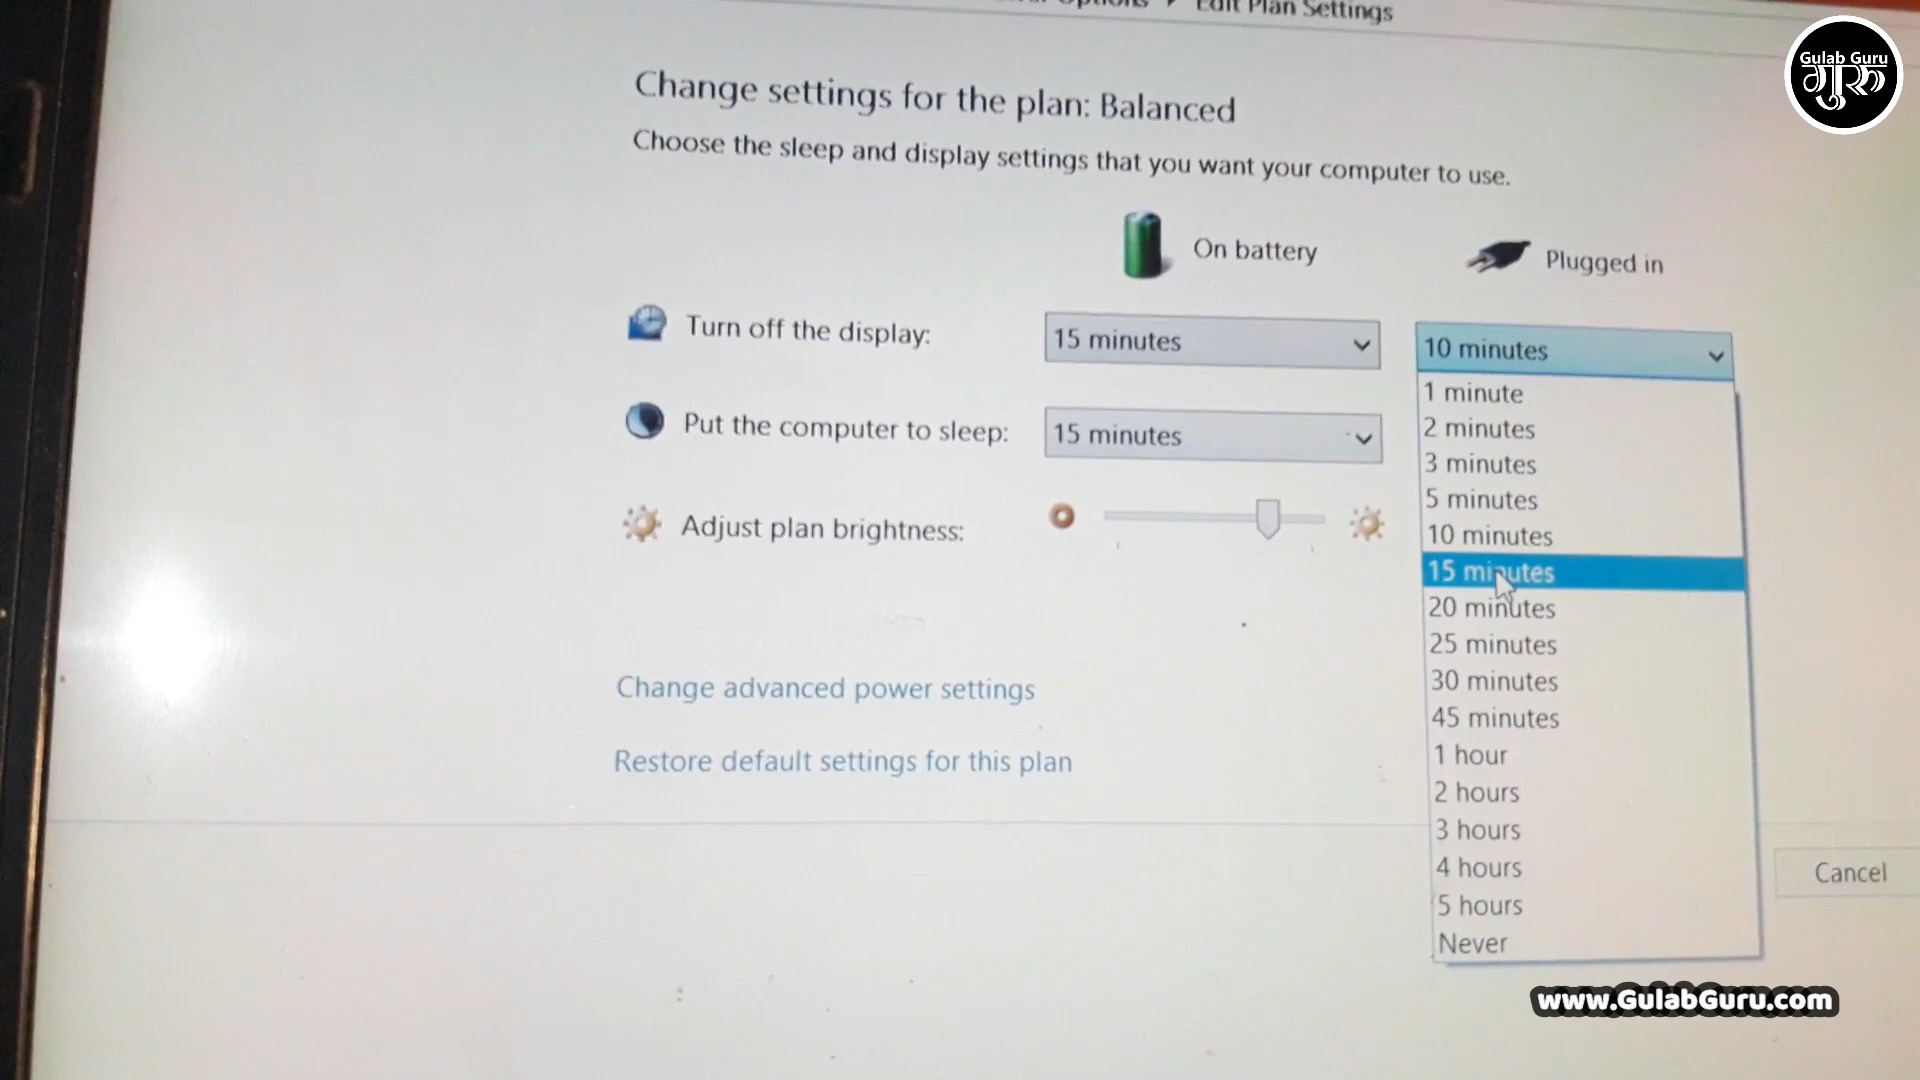 Edit Plan Settings
Gulab Guru
गुरु
Change settings for the plan: Balanced
Choose the sleep and display settings that you want your computer to use.
On battery
Plugged in
Turn off the display:
15 minutes
10 minutes
1 minute
2 minutes
3 minutes
5 minutes
10 minutes
15 minutes
20 minutes
25 minutes
30 minutes
45 minutes
1 hour
2 hours
3 hours
4 hours
5 hours
Never
Put the computer to sleep:
15 minutes
Adjust plan brightness:
Change advanced power settings
Restore default settings for this plan
Cancel
www.GulabGuru.com